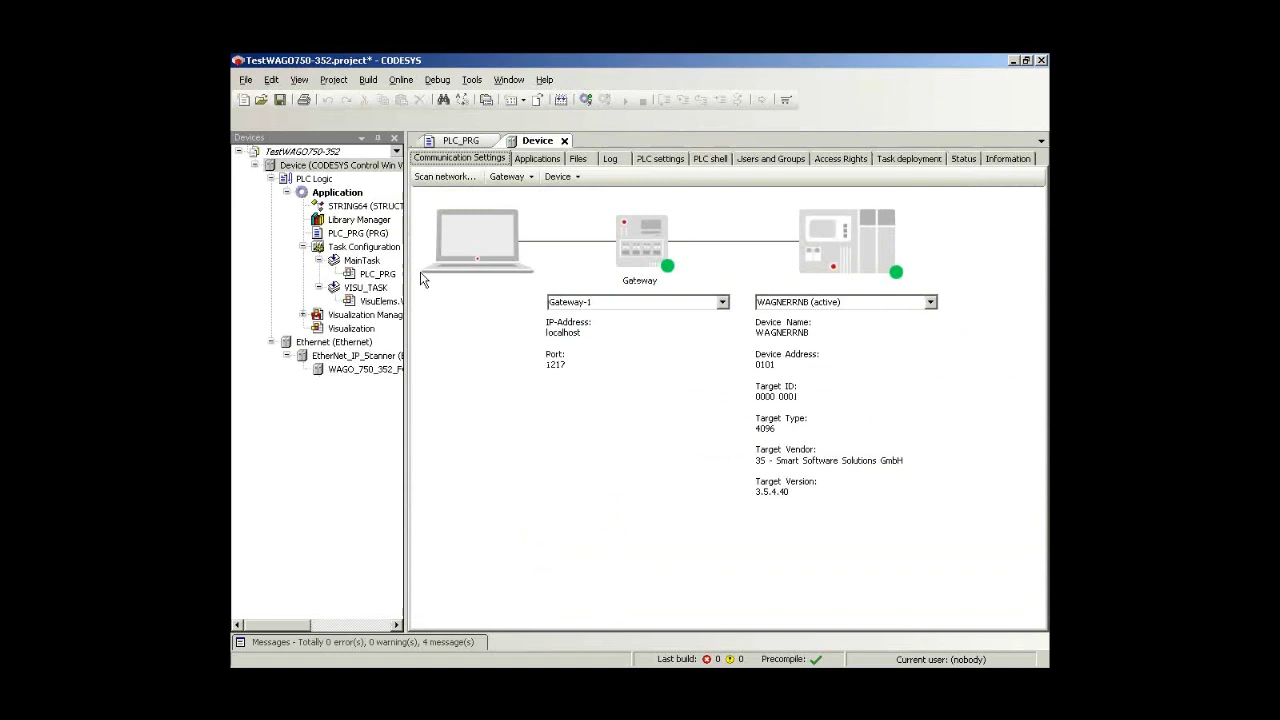 TestWAGO750-352.project* - CODESYS
File Edit View Project Build Online Debug Tools Window Help
Devices
PLC_PRG Device
TestWAGO750-352
Device (CODESYS Control Win V
PLC Logic
Application
STRING64 (STRUCT
Library Manager
PLC_PRG (PRG)
Task Configuration
MainTask
PLC_PRG
VISU_TASK
VisuElems.V
Visualization Manag
Visualization
Ethernet (Ethernet)
EtherNet_IP_Scanner (E
WAGO_750_352_F
Communication Settings Applications Files Log PLC settings PLC shell Users and Groups Access Rights Task deployment Status Information
Scan network... Gateway Device
Gateway
Gateway-1 WAGNERRNB (active)
IP-Address:
localhost
Port:
1217
Device Name:
WAGNERRNB
Device Address:
0101
Target ID:
0000 0001
Target Type:
4096
Target Vendor:
3S - Smart Software Solutions GmbH
Target Version:
3.5.4.40
Messages - Totally 0 error(s), 0 warning(s), 4 message(s)
Last build: 0 0 Precompile: Current user: (nobody)